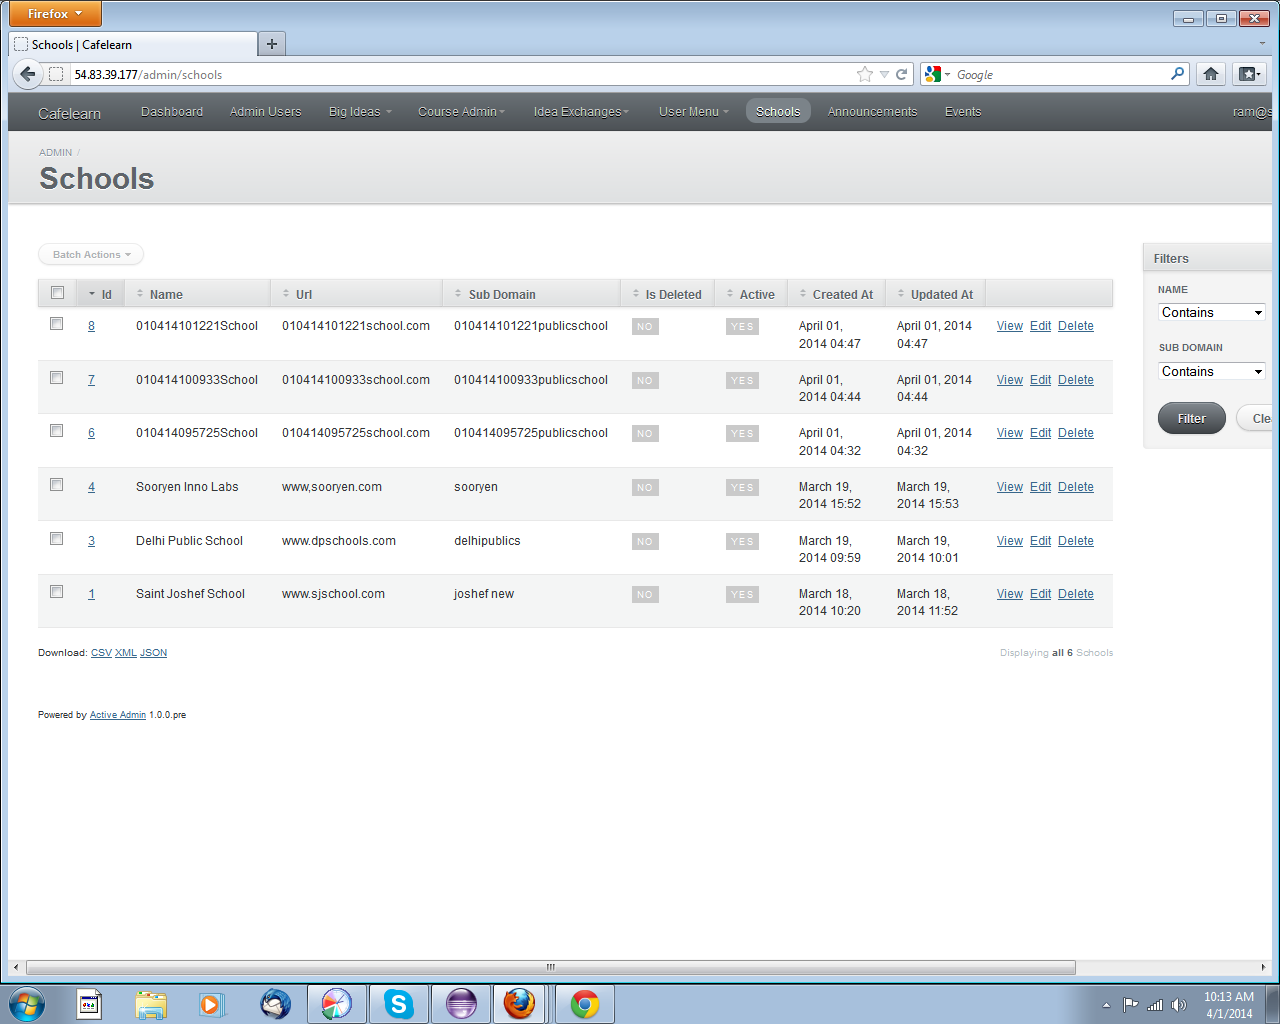 Firefox
Schools | Cafelearn
54.83.39.177/admin/schools
Google
Cafelearn Dashboard Admin Users Big Ideas Course Admin Idea Exchanges User Menu Schools Announcements Events ram@s
ADMIN /
Schools
Batch Actions
Id Name Url Sub Domain Is Deleted Active Created At Updated At
8 010414101221School 010414101221school.com 010414101221publicschool NO YES April 01, 2014 04:47 April 01, 2014 04:47 View Edit Delete
7 010414100933School 010414100933school.com 010414100933publicschool NO YES April 01, 2014 04:44 April 01, 2014 04:44 View Edit Delete
6 010414095725School 010414095725school.com 010414095725publicschool NO YES April 01, 2014 04:32 April 01, 2014 04:32 View Edit Delete
4 Sooryen Inno Labs www,sooryen.com sooryen NO YES March 19, 2014 15:52 March 19, 2014 15:53 View Edit Delete
3 Delhi Public School www.dpschools.com delhipublics NO YES March 19, 2014 09:59 March 19, 2014 10:01 View Edit Delete
1 Saint Joshef School www.sjschool.com joshef new NO YES March 18, 2014 10:20 March 18, 2014 11:52 View Edit Delete
Download: CSV XML JSON
Displaying all 6 Schools
Powered by Active Admin 1.0.0.pre
Filters
NAME
Contains
SUB DOMAIN
Contains
Filter Clea
10:13 AM
4/1/2014